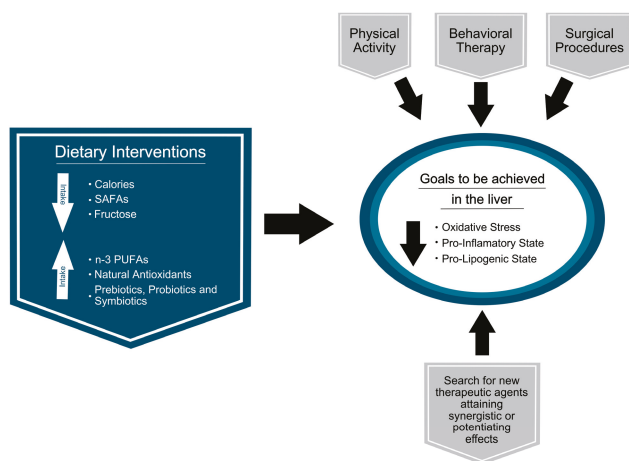 Physical
Activity
Behavioral
Therapy
Surgical
Procedures
Dietary Interventions
Intake
• Calories
• SAFAs
• Fructose
Intake
• n-3 PUFAs
• Natural Antioxidants
• Prebiotics, Probiotics and
Symbiotics
Goals to be achieved
in the liver
• Oxidative Stress
• Pro-Inflamatory State
• Pro-Lipogenic State
Search for new
therapeutic agents
attaining
synergistic or
potentiating
effects